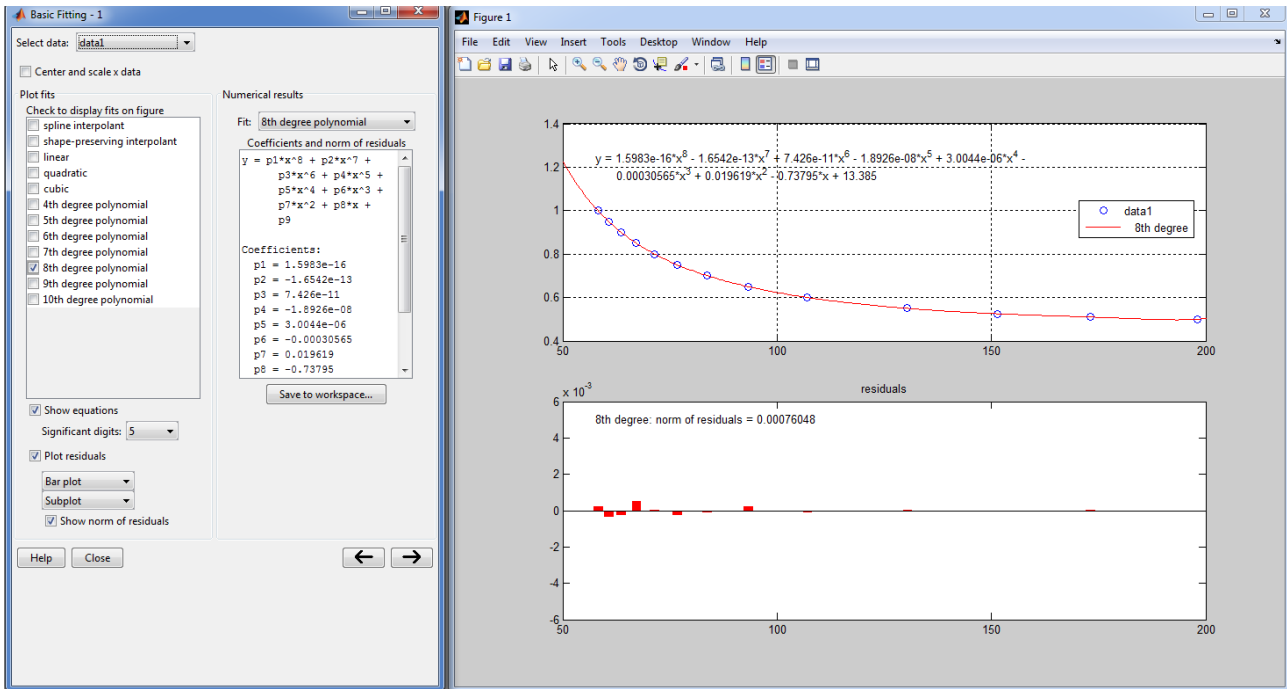 Basic Fitting - 1
Select data: data1
Center and scale x data
Plot fits
Check to display fits on figure
spline interpolant
shape-preserving interpolant
linear
quadratic
cubic
4th degree polynomial
5th degree polynomial
6th degree polynomial
7th degree polynomial
8th degree polynomial
9th degree polynomial
10th degree polynomial
Show equations
Significant digits: 5
Plot residuals
Bar plot
Subplot
Show norm of residuals
Help Close
Numerical results
Fit: 8th degree polynomial
Coefficients and norm of residuals
y = p1*x^8 + p2*x^7 +
p3*x^6 + p4*x^5 +
p5*x^4 + p6*x^3 +
p7*x^2 + p8*x +
p9
Coefficients:
p1 = 1.5983e-16
p2 = -1.6542e-13
p3 = 7.426e-11
p4 = -1.8926e-08
p5 = 3.0044e-06
p6 = -0.00030565
p7 = 0.019619
p8 = -0.73795
Save to workspace...
Figure 1
File Edit View Insert Tools Desktop Window Help
1.4
1.2
1
0.8
0.6
0.4
y = 1.5983e-16*x^8 - 1.6542e-13*x^7 + 7.426e-11*x^6 - 1.8926e-08*x^5 + 3.0044e-06*x^4 -
0.00030565*x^3 + 0.019619*x^2 - 0.73795*x + 13.385
data1
8th degree
50 100 150 200
x 10^-3
residuals
8th degree: norm of residuals = 0.00076048
6
4
2
0
-2
-4
-6
50 100 150 200